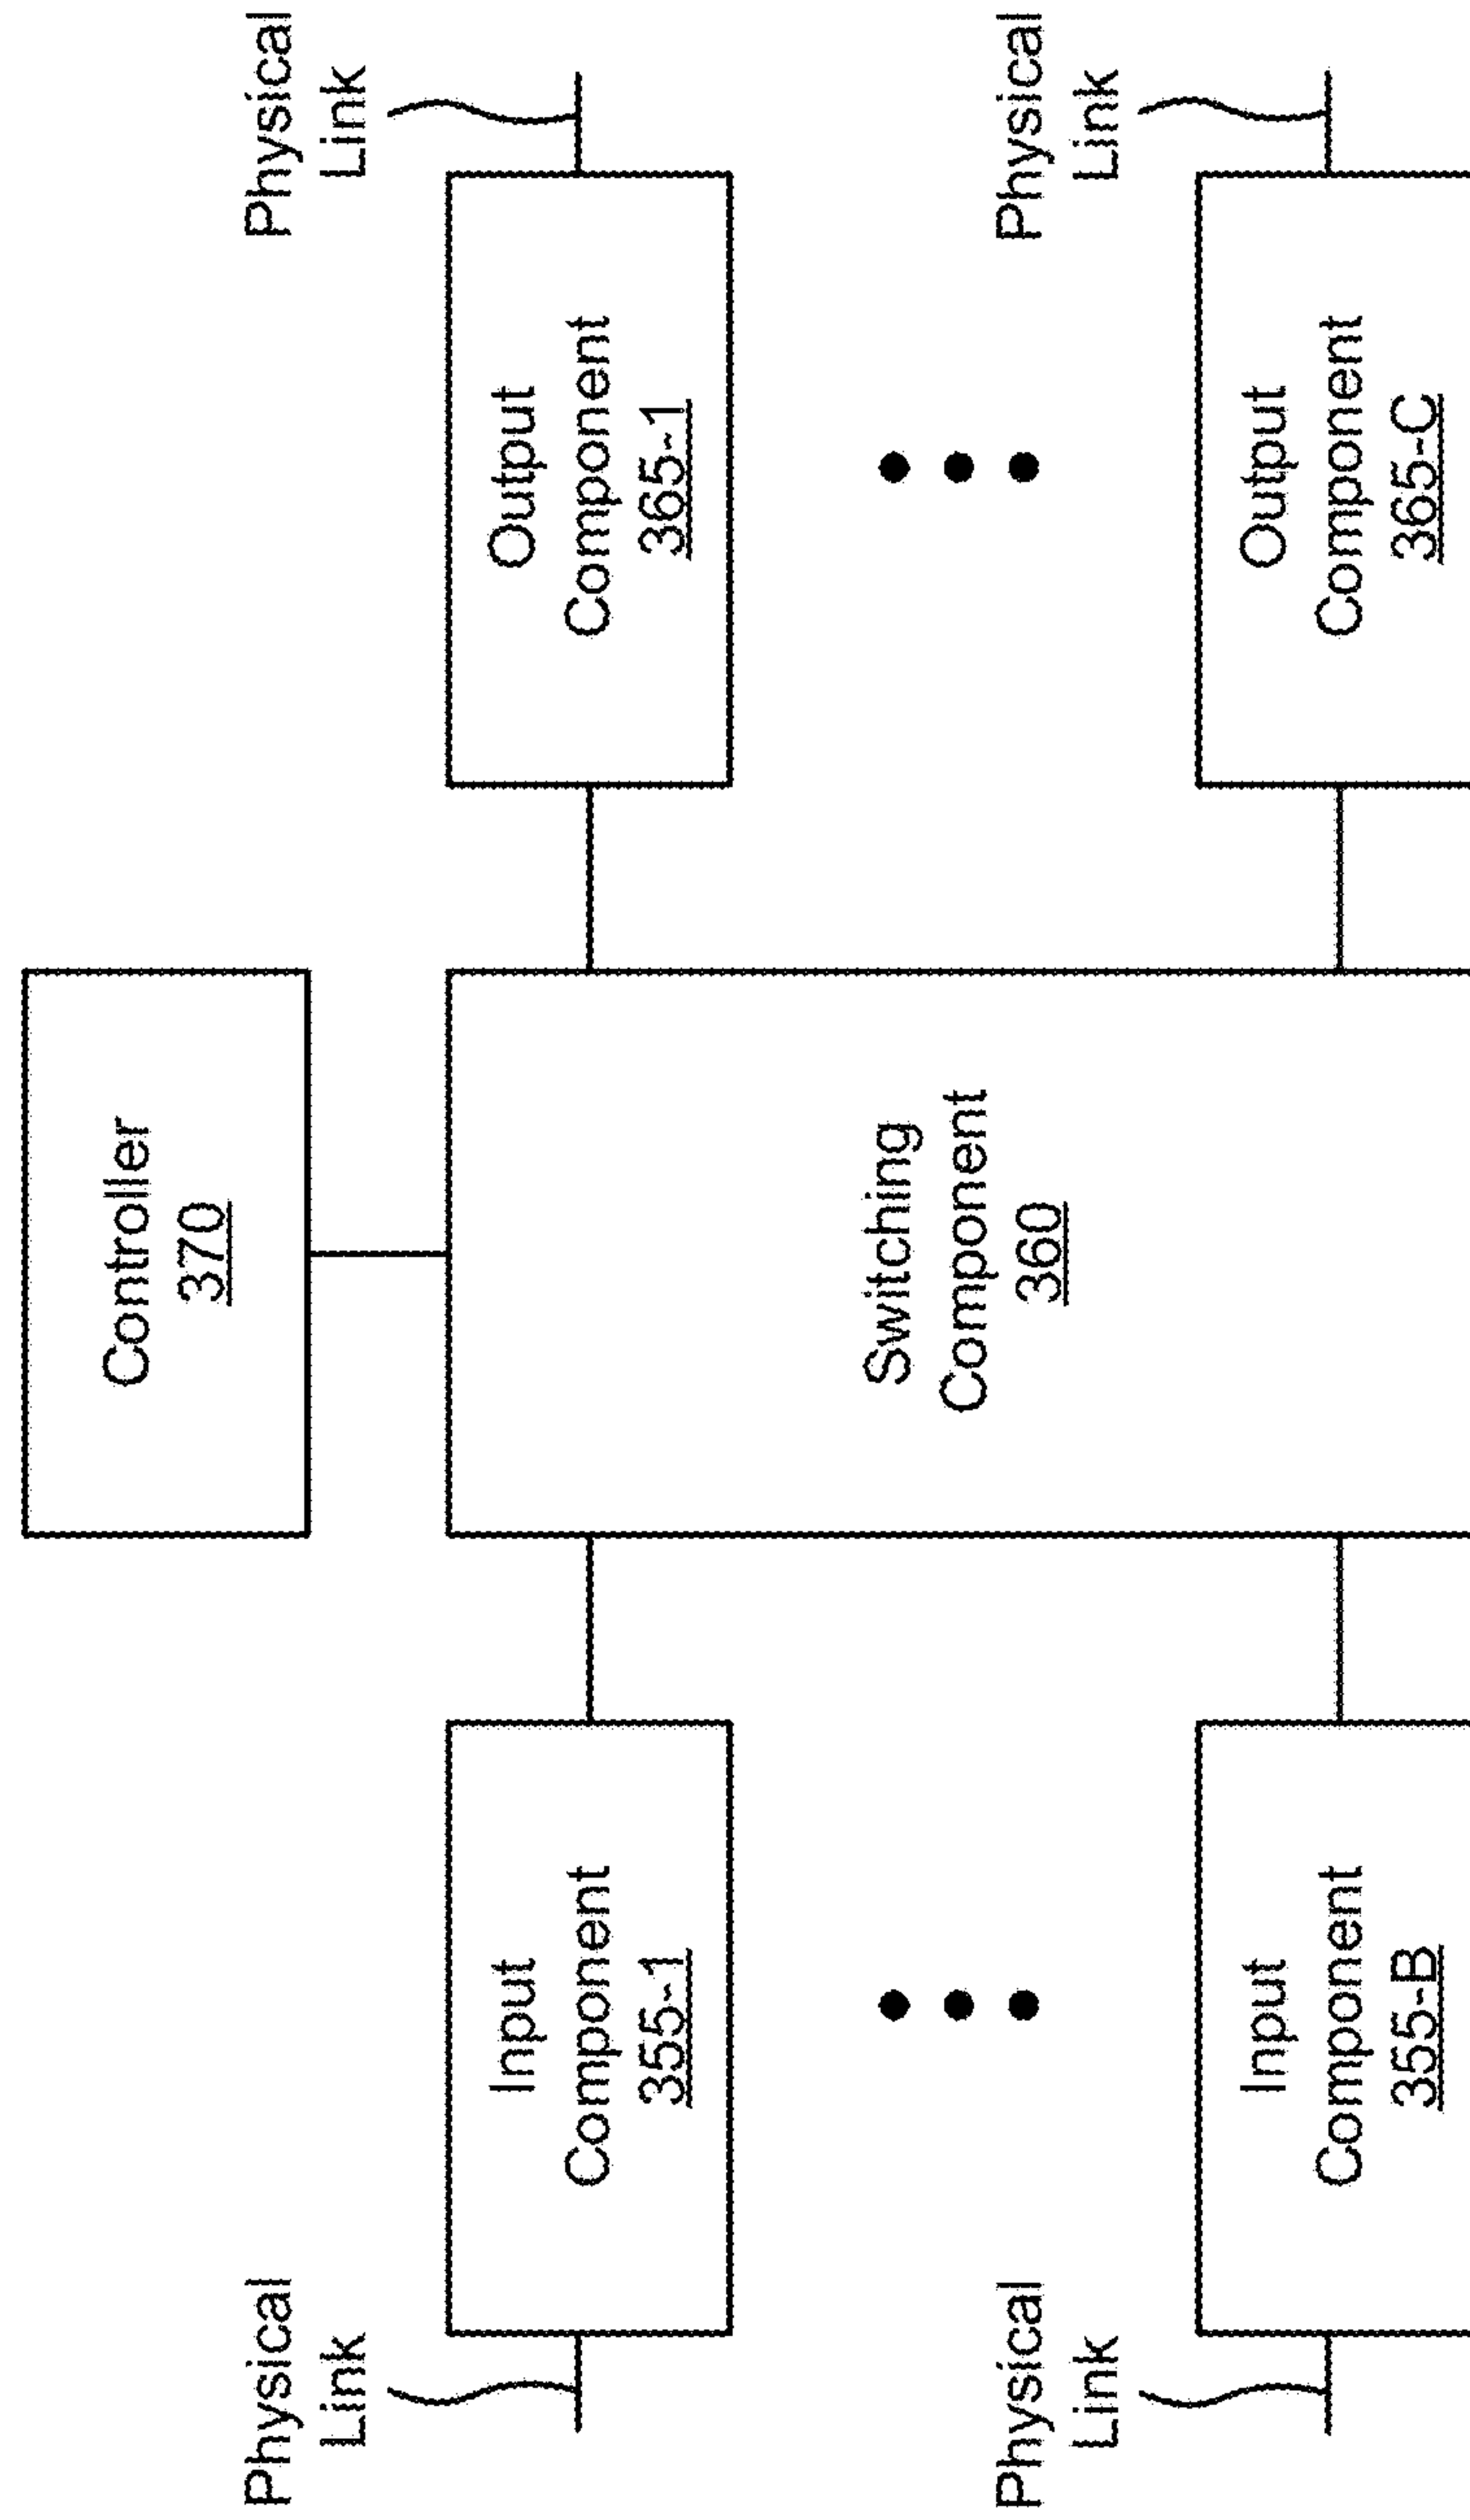 Controller
370
Physical
Link
Physical
Link
Input
Component
355-1
Output
Component
365-1
Switching
Component
360
Physical
Link
Physical
Link
Input
Component
355-B
Output
Component
365-C